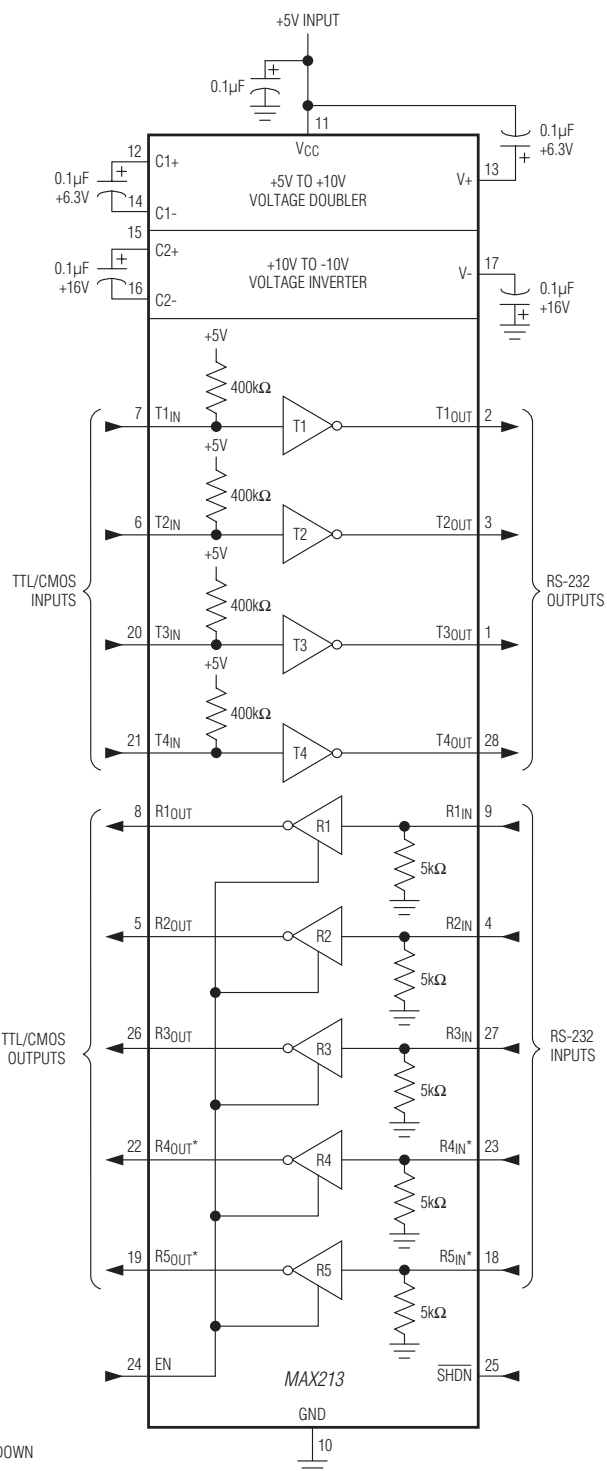 +5V INPUT
0.1µF
11
VCC
0.1µF
+6.3V
12
C1+
0.1µF
+6.3V
14
C1-
+5V TO +10V
VOLTAGE DOUBLER
V+
13
15
C2+
0.1µF
+16V
16
C2-
+10V TO -10V
VOLTAGE INVERTER
V-
17
0.1µF
+16V
+5V
400kΩ
7 T1IN T1 T1OUT 2
+5V
400kΩ
6 T2IN T2 T2OUT 3
TTL/CMOS
INPUTS
RS-232
OUTPUTS
+5V
400kΩ
20 T3IN T3 T3OUT 1
+5V
400kΩ
21 T4IN T4 T4OUT 28
8 R1OUT R1 R1IN 9
5kΩ
5 R2OUT R2 R2IN 4
5kΩ
TTL/CMOS
OUTPUTS
RS-232
INPUTS
26 R3OUT R3 R3IN 27
5kΩ
22 R4OUT* R4 R4IN* 23
5kΩ
19 R5OUT* R5 R5IN* 18
5kΩ
24 EN
MAX213
SHDN 25
GND
10
DOWN